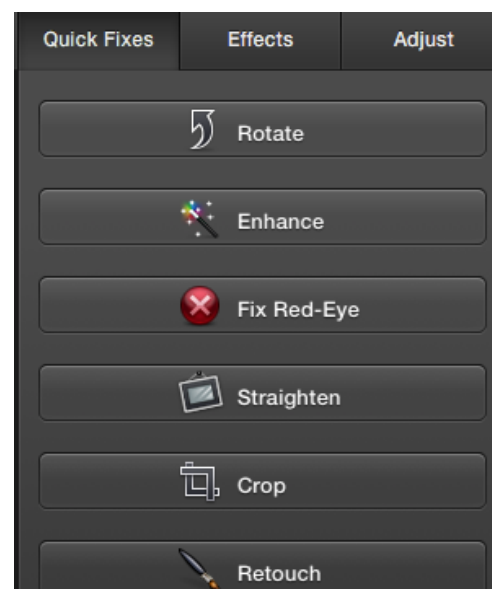 Quick Fixes Effects Adjust
Rotate
Enhance
Fix Red-Eye
Straighten
Crop
Retouch